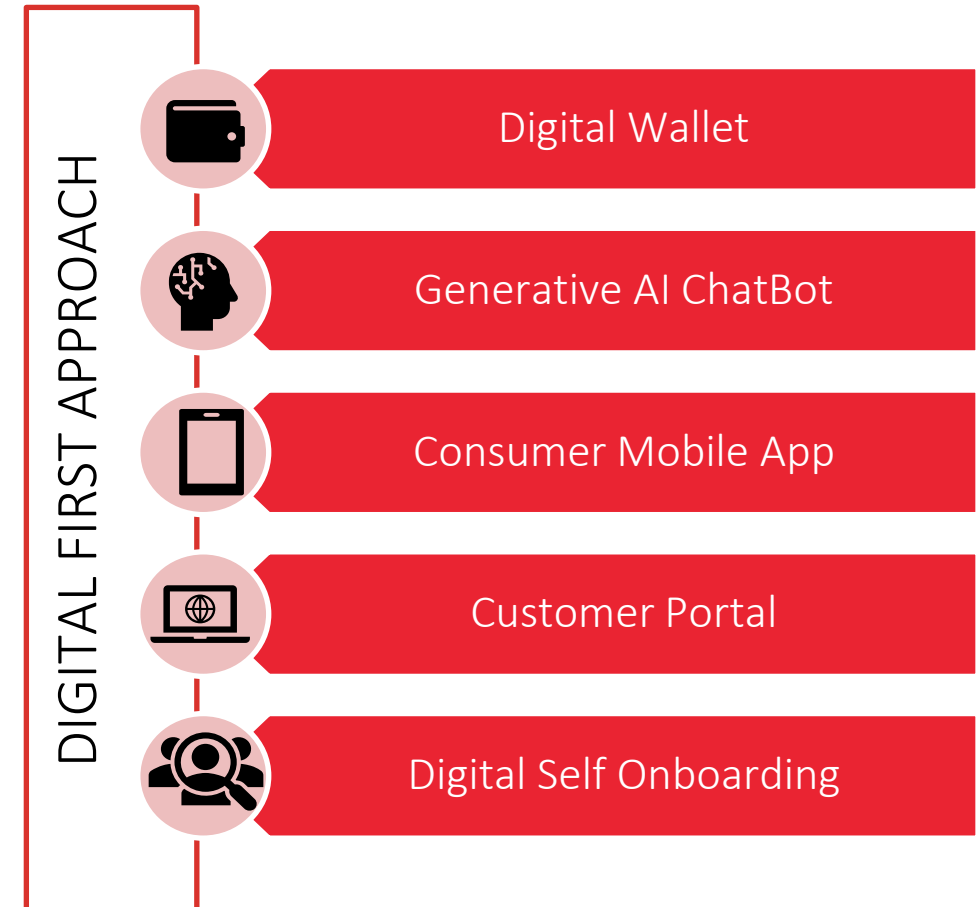 DIGITAL FIRST APPROACH
Digital Wallet
Generative AI ChatBot
Consumer Mobile App
Customer Portal
Digital Self Onboarding